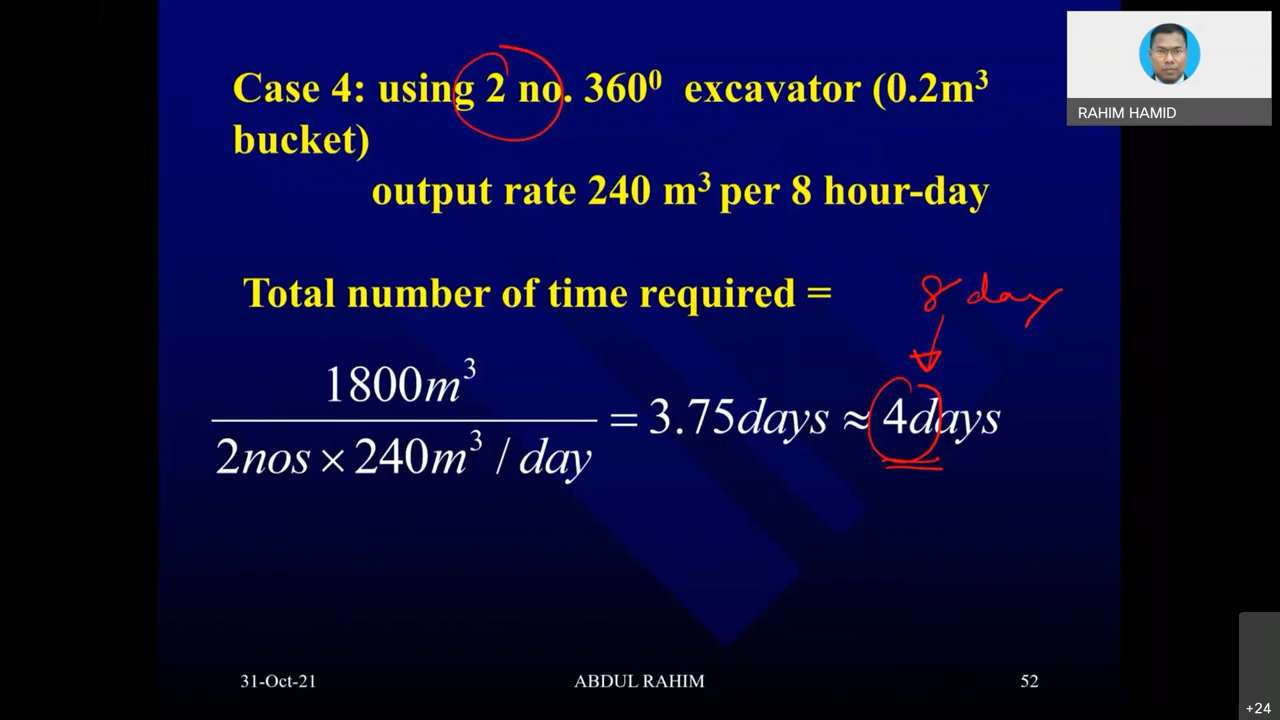 Case 4: using 2 no. 360⁰ excavator (0.2m³
bucket)
output rate 240 m³ per 8 hour-day
Total number of time required =
8 day
1800m³
2nos × 240m³ / day
= 3.75days ≈ 4days
31-Oct-21
ABDUL RAHIM
52
RAHIM HAMID
+24